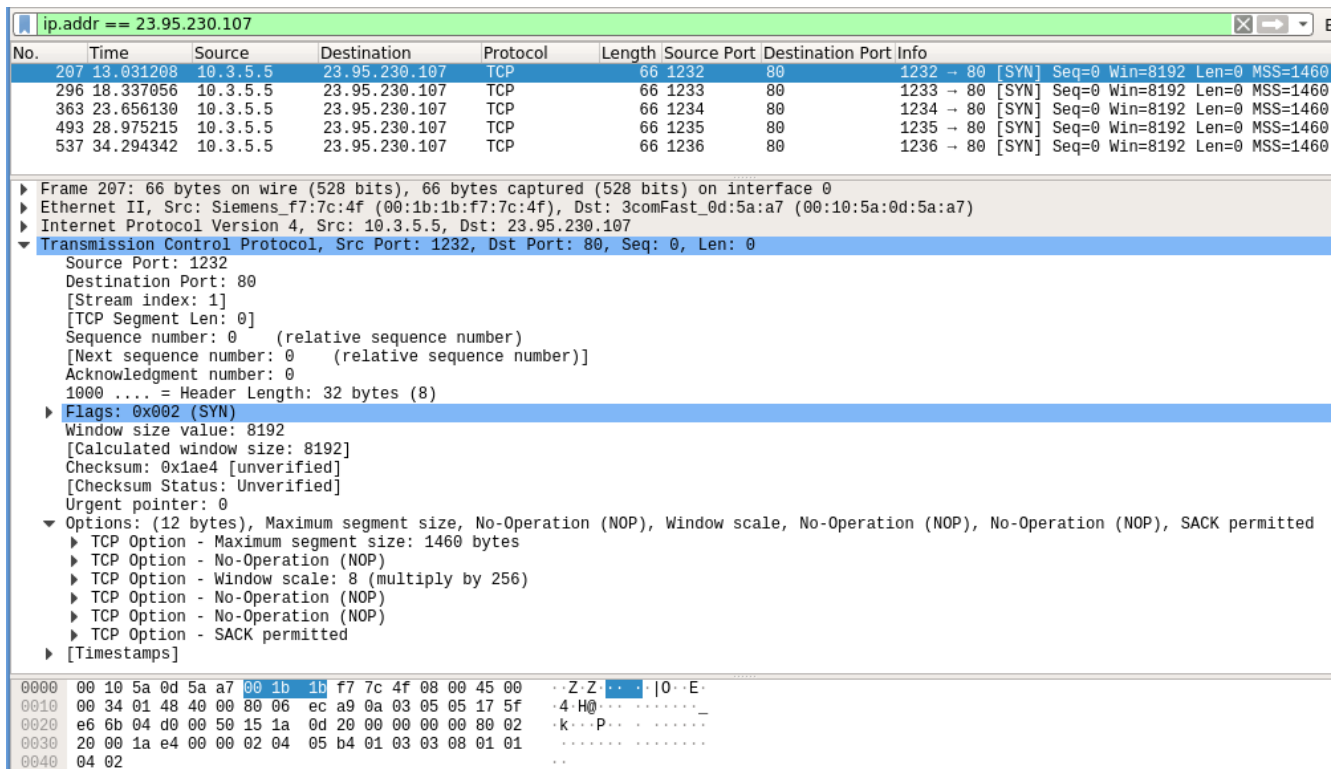 ip.addr == 23.95.230.107
No. Time Source Destination Protocol Length Source Port Destination Port Info
207 13.031208 10.3.5.5 23.95.230.107 TCP 66 1232 80 1232 → 80 [SYN] Seq=0 Win=8192 Len=0 MSS=1460
296 18.337056 10.3.5.5 23.95.230.107 TCP 66 1233 80 1233 → 80 [SYN] Seq=0 Win=8192 Len=0 MSS=1460
363 23.656130 10.3.5.5 23.95.230.107 TCP 66 1234 80 1234 → 80 [SYN] Seq=0 Win=8192 Len=0 MSS=1460
493 28.975215 10.3.5.5 23.95.230.107 TCP 66 1235 80 1235 → 80 [SYN] Seq=0 Win=8192 Len=0 MSS=1460
537 34.294342 10.3.5.5 23.95.230.107 TCP 66 1236 80 1236 → 80 [SYN] Seq=0 Win=8192 Len=0 MSS=1460
Frame 207: 66 bytes on wire (528 bits), 66 bytes captured (528 bits) on interface 0
Ethernet II, Src: Siemens_f7:7c:4f (00:1b:1b:f7:7c:4f), Dst: 3comFast_0d:5a:a7 (00:10:5a:0d:5a:a7)
Internet Protocol Version 4, Src: 10.3.5.5, Dst: 23.95.230.107
Transmission Control Protocol, Src Port: 1232, Dst Port: 80, Seq: 0, Len: 0
Source Port: 1232
Destination Port: 80
[Stream index: 1]
[TCP Segment Len: 0]
Sequence number: 0 (relative sequence number)
[Next sequence number: 0 (relative sequence number)]
Acknowledgment number: 0
1000 .... = Header Length: 32 bytes (8)
Flags: 0x002 (SYN)
Window size value: 8192
[Calculated window size: 8192]
Checksum: 0x1ae4 [unverified]
[Checksum Status: Unverified]
Urgent pointer: 0
Options: (12 bytes), Maximum segment size, No-Operation (NOP), Window scale, No-Operation (NOP), No-Operation (NOP), SACK permitted
TCP Option - Maximum segment size: 1460 bytes
TCP Option - No-Operation (NOP)
TCP Option - Window scale: 8 (multiply by 256)
TCP Option - No-Operation (NOP)
TCP Option - No-Operation (NOP)
TCP Option - SACK permitted
[Timestamps]
0000 00 10 5a 0d 5a a7 00 1b 1b f7 7c 4f 08 00 45 00 ··Z·Z··· ··|O··E·
0010 00 34 01 48 40 00 80 06 ec a9 0a 03 05 05 17 5f ·4·H@··· ·······_
0020 e6 6b 04 d0 00 50 15 1a 0d 20 00 00 00 00 80 02 ·k···P·· · ······
0030 20 00 1a e4 00 00 02 04 05 b4 01 03 03 08 01 01 ······· ········
0040 04 02 ··